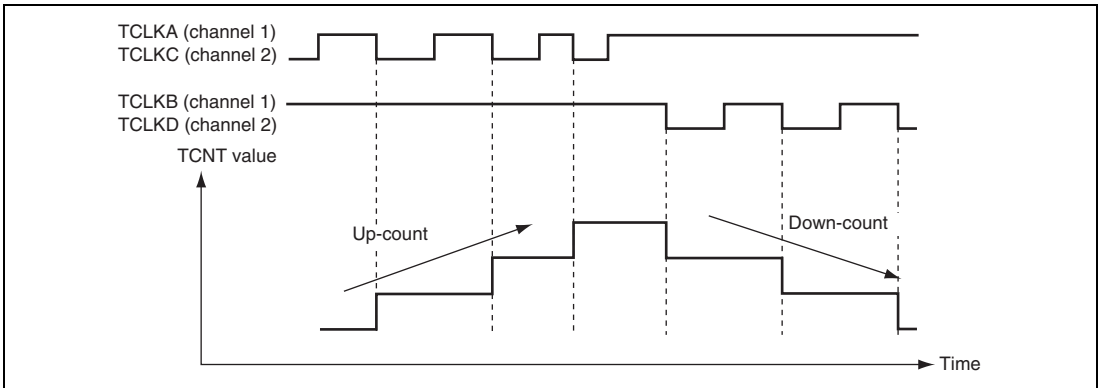 TCLKA (channel 1)
TCLKC (channel 2)
TCLKB (channel 1)
TCLKD (channel 2)
TCNT value
Up-count
Down-count
Time